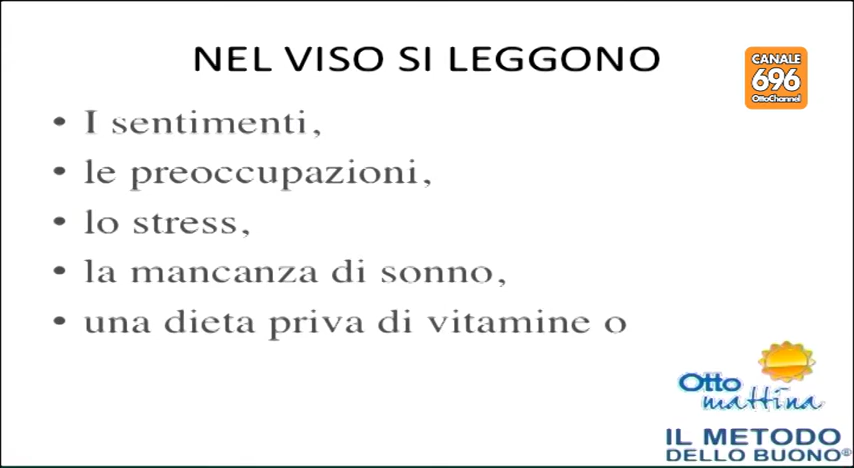 NEL VISO SI LEGGONO
CANALE
696
OttoChannel
• I sentimenti,
• le preoccupazioni,
• lo stress,
• la mancanza di sonno,
• una dieta priva di vitamine o
Otto
mattina
IL METODO
DELLO BUONO®